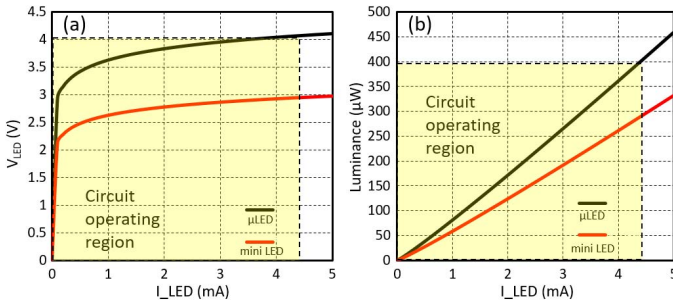 (a)
4.5
4
3.5
3
2.5
2
1.5
1
0.5
0
V_LED (V)
Circuit
operating
region
µLED
mini LED
0 1 2 3 4 5
I_LED (mA)
(b)
500
450
400
350
300
250
200
150
100
50
0
Luminance (µW)
Circuit
operating
region
µLED
mini LED
0 1 2 3 4 5
I_LED (mA)